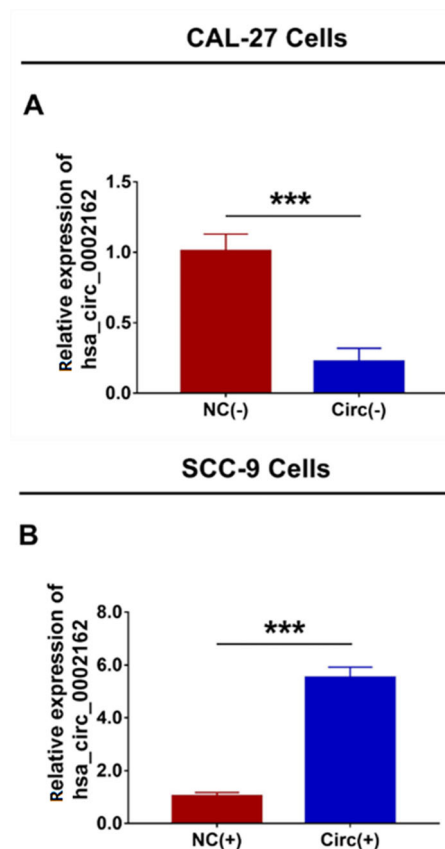 CAL-27 Cells
A
Relative expression of
hsa_circ_0002162
1.5
1.0
0.5
0.0
***
NC(-)
Circ(-)
SCC-9 Cells
B
Relative expression of
hsa_circ_0002162
8.0
6.0
4.0
2.0
0.0
***
NC(+)
Circ(+)